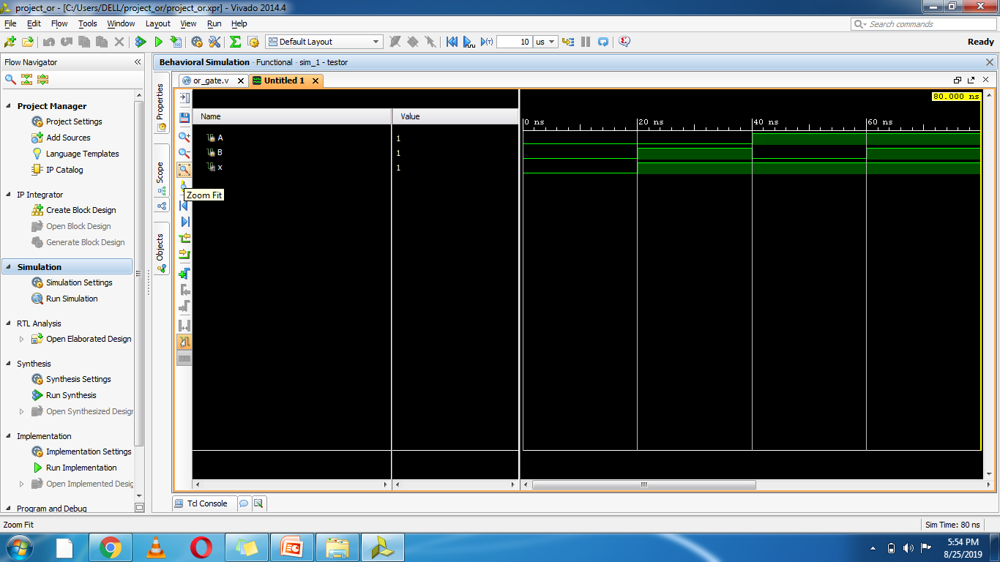 project_or - [C:/Users/DELL/project_or/project_or.xpr] - Vivado 2014.4
File Edit Flow Tools Window Layout View Run Help
Search commands
Default Layout
10 us
Ready
Flow Navigator
Project Manager
Project Settings
Add Sources
Language Templates
IP Catalog
IP Integrator
Create Block Design
Open Block Design
Generate Block Design
Simulation
Simulation Settings
Run Simulation
RTL Analysis
Open Elaborated Design
Synthesis
Synthesis Settings
Run Synthesis
Open Synthesized Design
Implementation
Implementation Settings
Run Implementation
Open Implemented Desig
Program and Debug
Behavioral Simulation - Functional - sim_1 - testor
Properties
Scope
Objects
or_gate.v
Untitled 1
Name Value
A 1
B 1
x 1
Zoom Fit
80.000 ns
0 ns 20 ns 40 ns 60 ns
Tcl Console
Zoom Fit
Sim Time: 80 ns
5:54 PM
8/25/2019